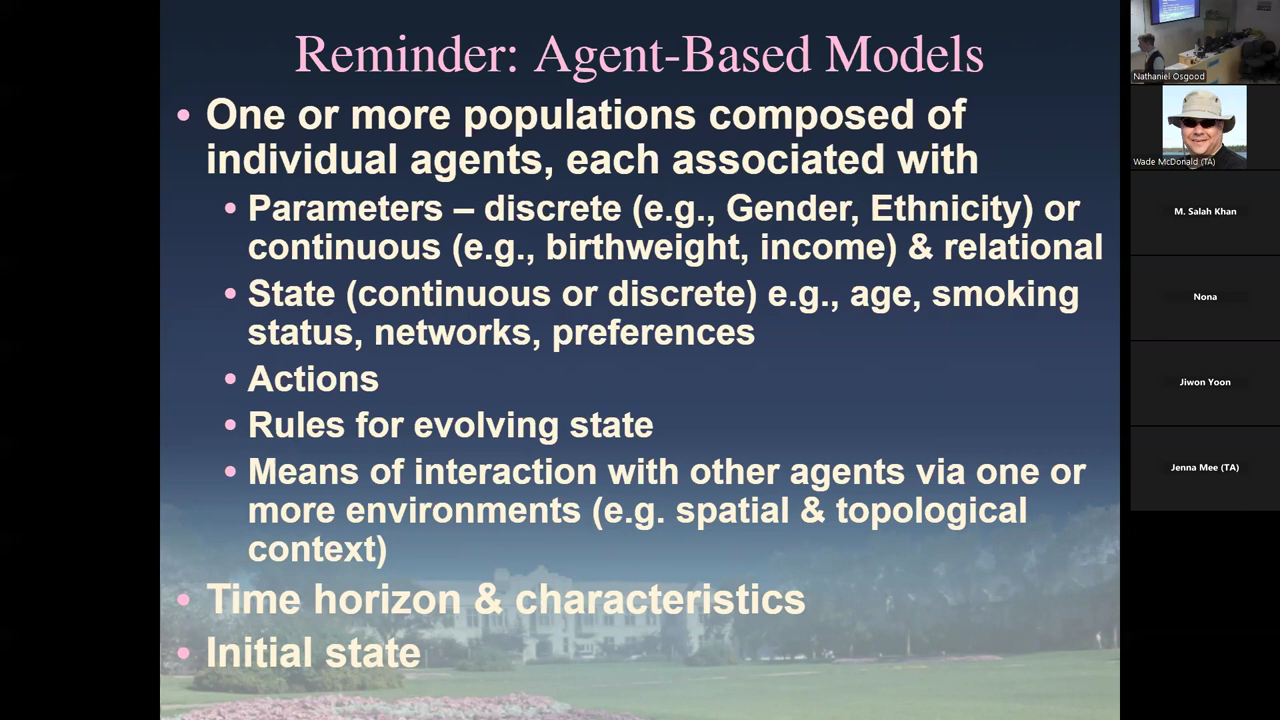 Reminder: Agent-Based Models
• One or more populations composed of
individual agents, each associated with
• Parameters – discrete (e.g., Gender, Ethnicity) or
continuous (e.g., birthweight, income) & relational
• State (continuous or discrete) e.g., age, smoking
status, networks, preferences
• Actions
• Rules for evolving state
• Means of interaction with other agents via one or
more environments (e.g. spatial & topological
context)
• Time horizon & characteristics
• Initial state
Nathaniel Osgood
Wade McDonald (TA)
M. Salah Khan
Nona
Jiwon Yoon
Jenna Mee (TA)